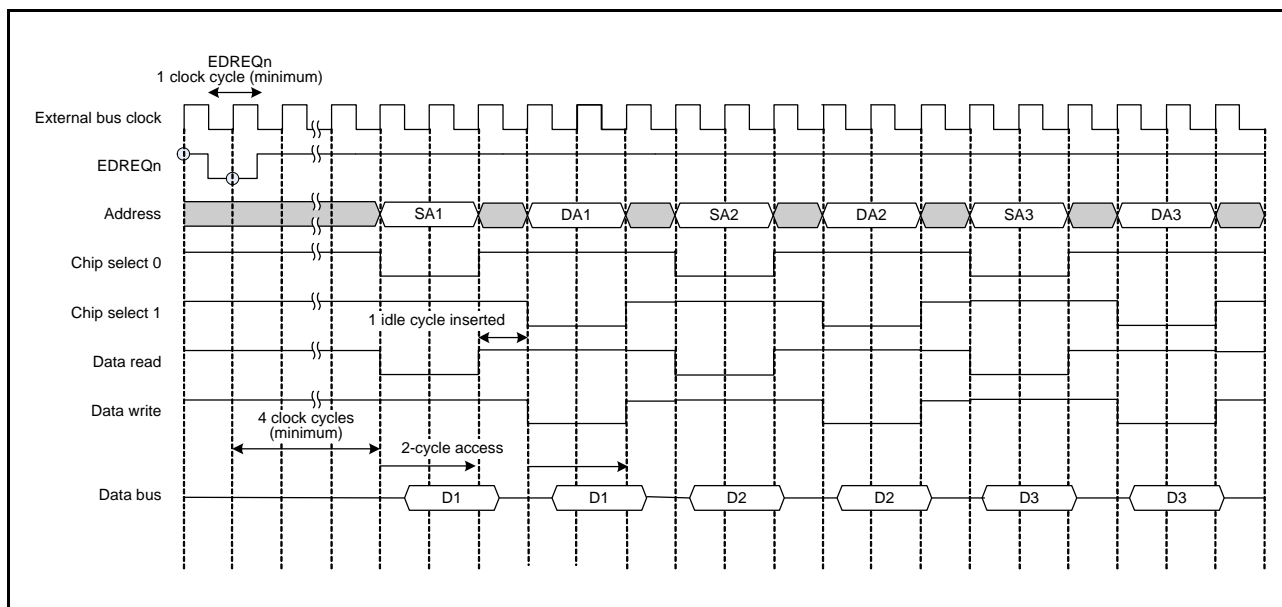 EDREQn
1 clock cycle (minimum)
External bus clock
EDREQn
Address
SA1
DA1
SA2
DA2
SA3
DA3
Chip select 0
Chip select 1
1 idle cycle inserted
Data read
Data write
4 clock cycles
(minimum)
2-cycle access
Data bus
D1
D1
D2
D2
D3
D3